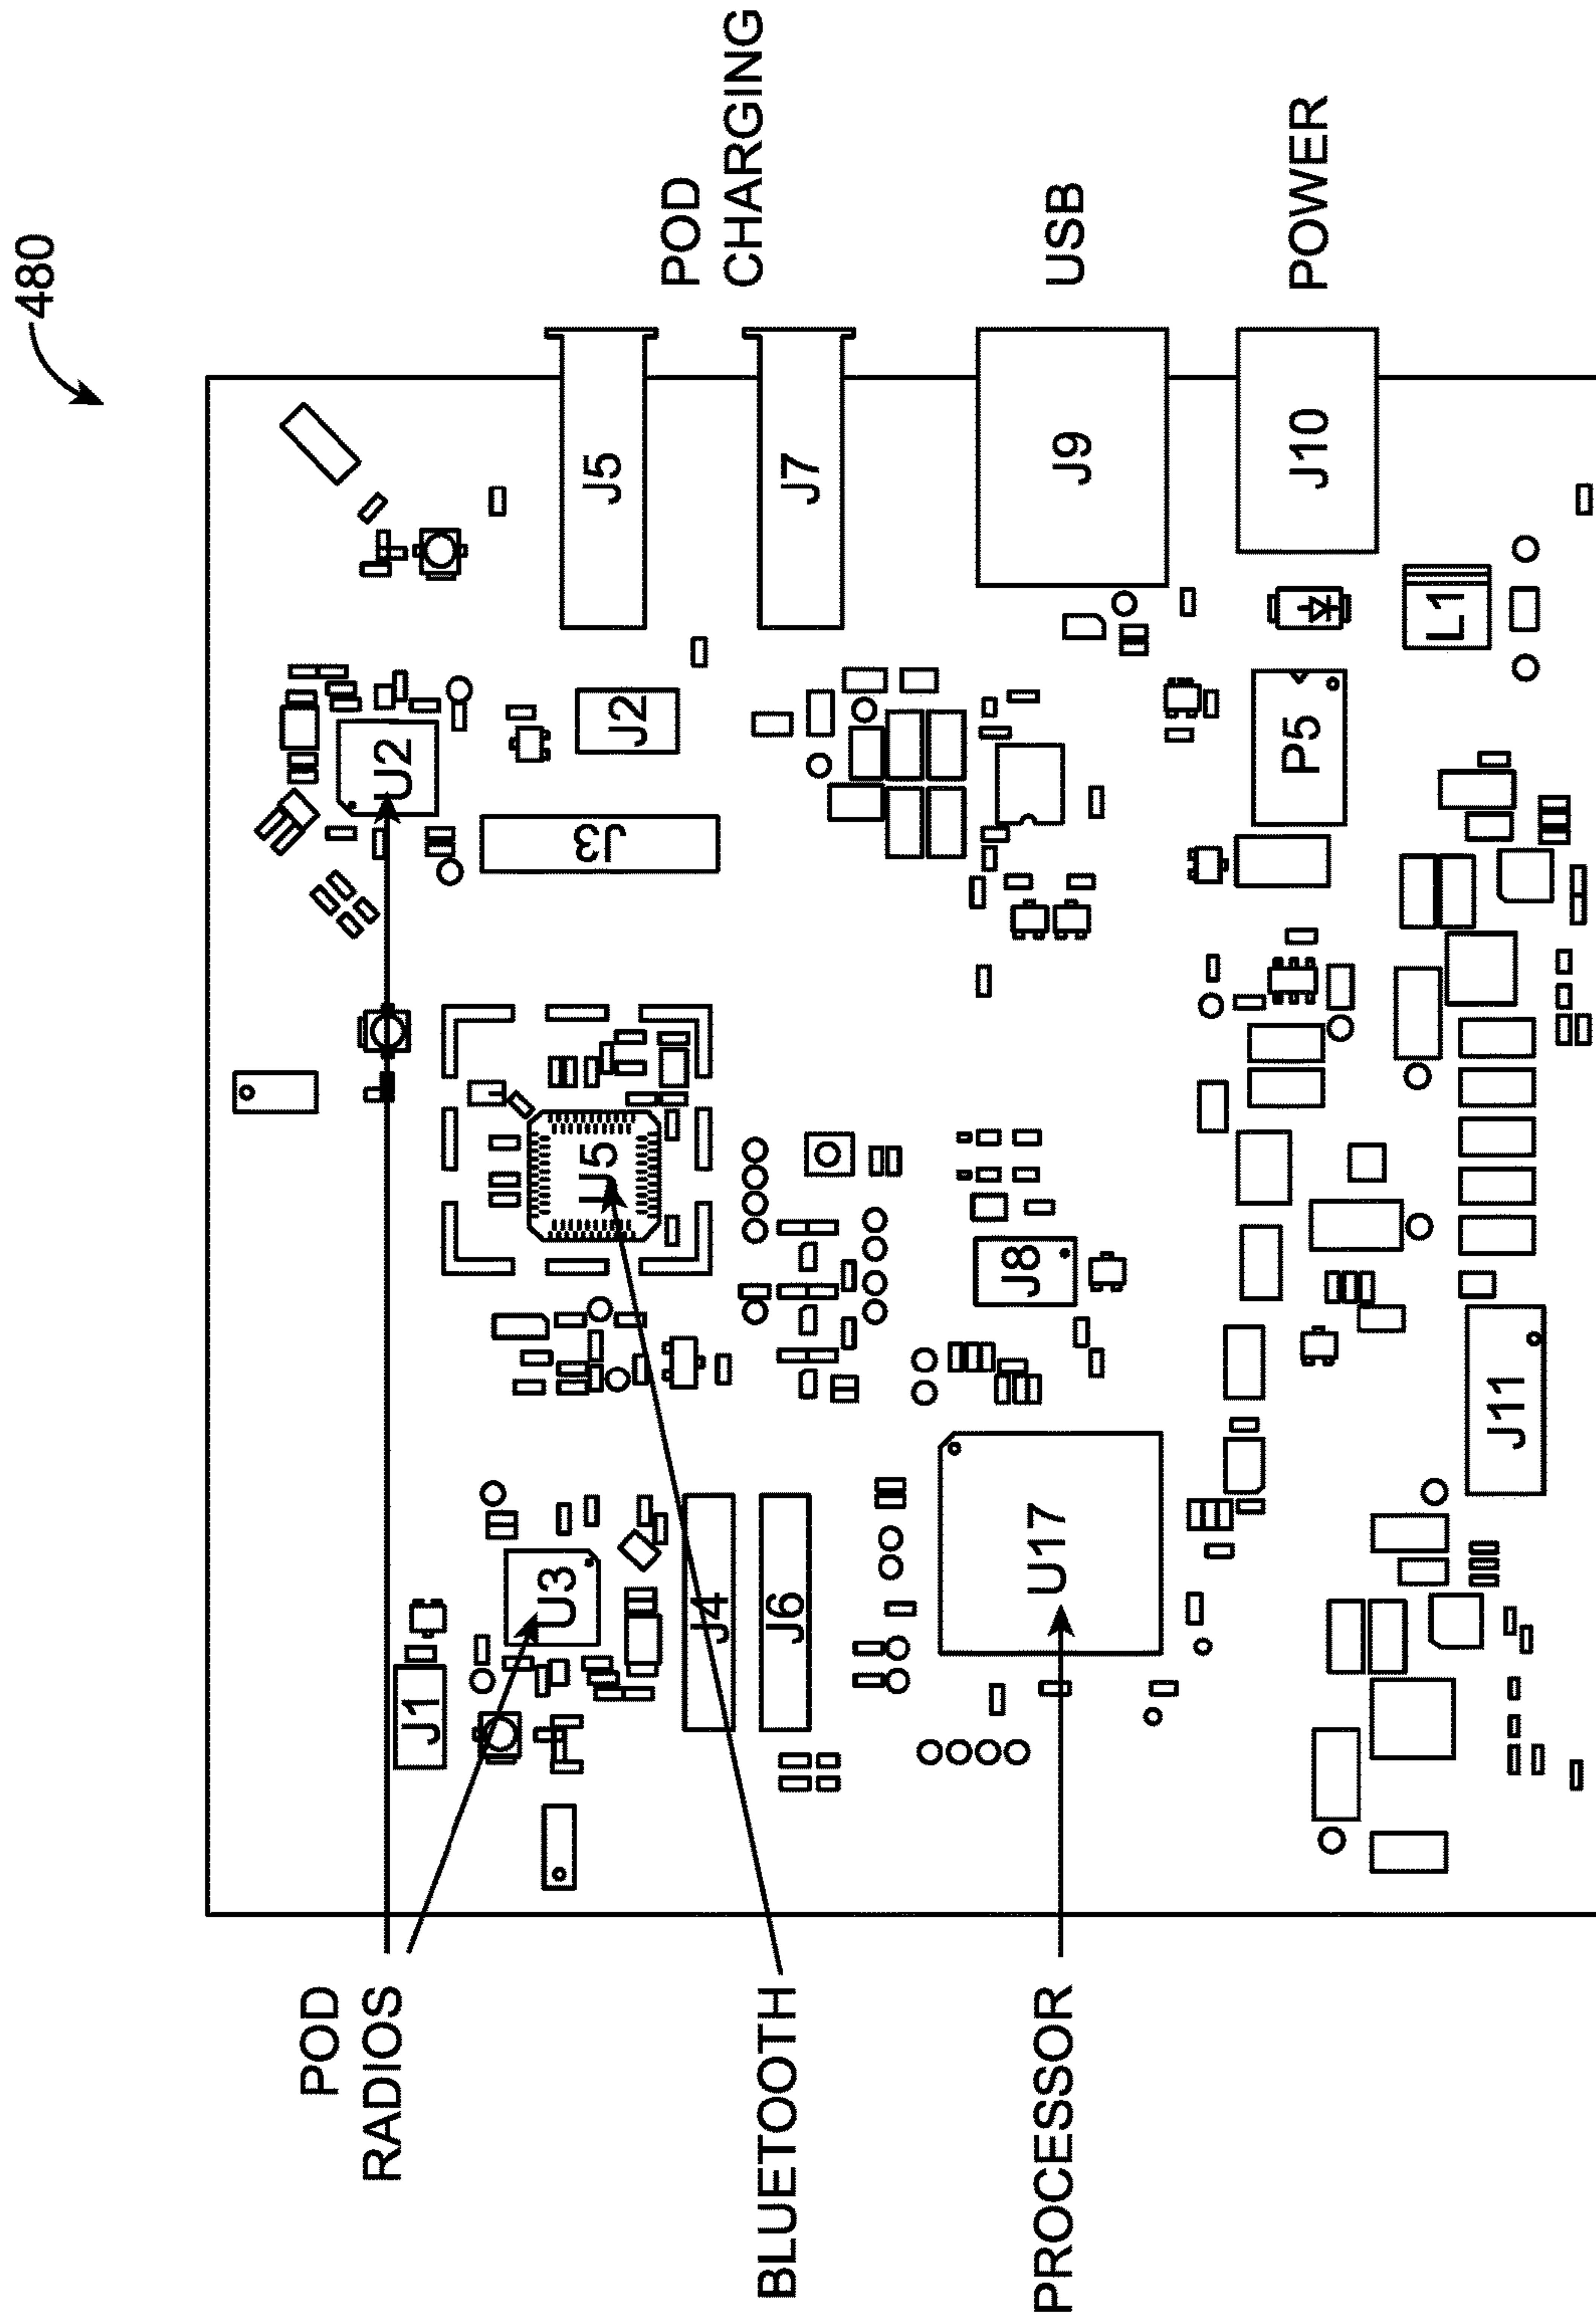 480
POD
RADIOS
U2
J1
U3
U5
J3
J5
J2
POD
CHARGING
J4
BLUETOOTH
J6
J7
J8
PROCESSOR
U17
J9
USB
P5
J10
POWER
L1
J11